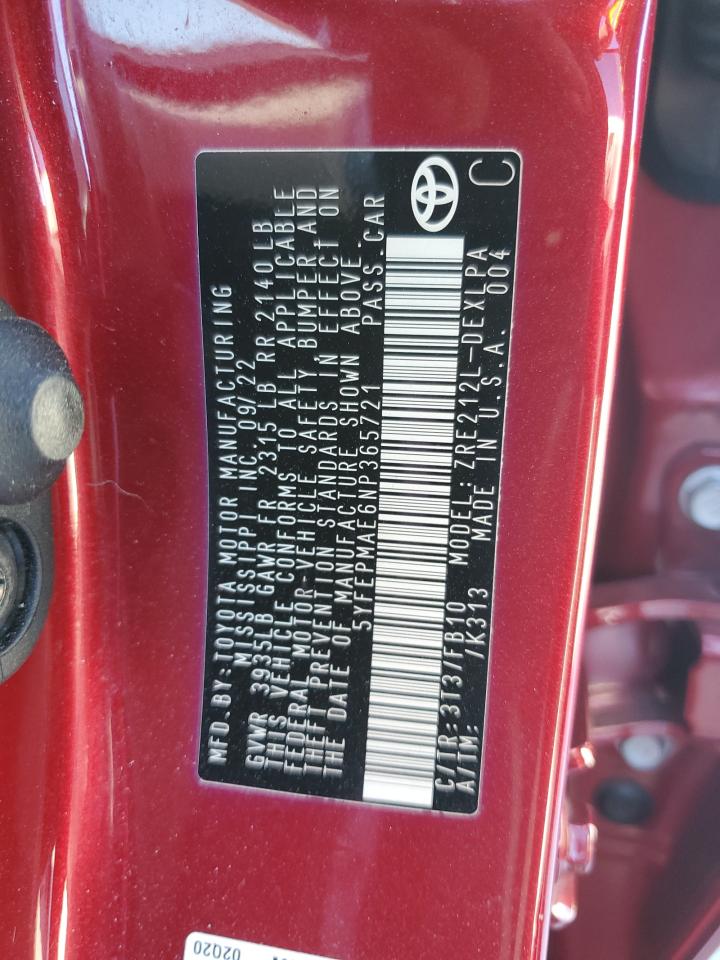 MFD.BY:TOYOTA MOTOR MANUFACTURING
MISSISSIPPI INC. 09/22
GVWR 3935LB GAWR FR 2315 LB RR 2140LB
THIS VEHICLE CONFORMS TO ALL APPLICABLE
FEDERAL MOTOR-VEHICLE SAFETY, BUMPER AND
THEFT PREVENTION STANDARDS IN EFFECT ON
THE DATE OF MANUFACTURE SHOWN ABOVE.
5YFEPMAE6NP365721 PASS.CAR
C/TR:3T3/FB10 MODEL:ZRE212L-DEXLPA
A/TM: /K313 MADE IN U.S.A. 004
C
02020